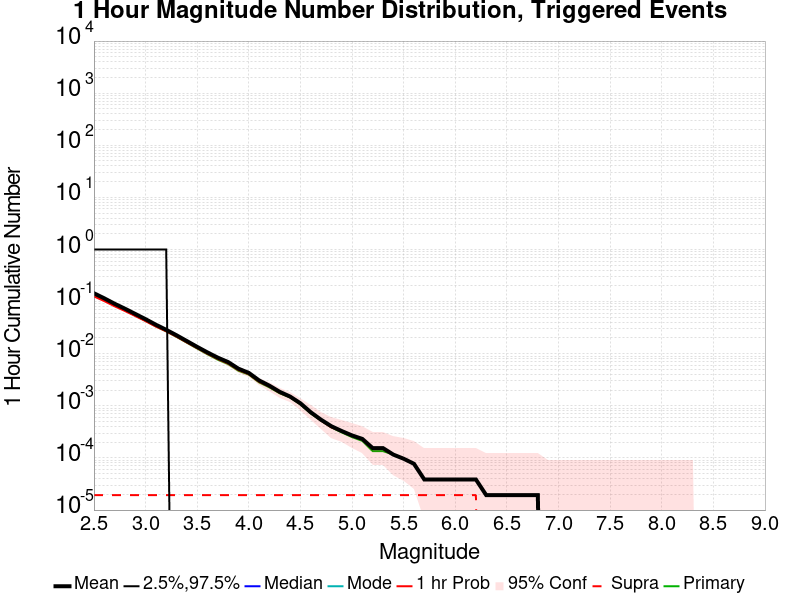 1 Hour Magnitude Number Distribution, Triggered Events
1 Hour Cumulative Number
10^4
10^3
10^2
10^1
10^0
10^-1
10^-2
10^-3
10^-4
10^-5
2.5 3.0 3.5 4.0 4.5 5.0 5.5 6.0 6.5 7.0 7.5 8.0 8.5 9.0
Magnitude
Mean 2.5%,97.5% Median Mode 1 hr Prob 95% Conf Supra Primary